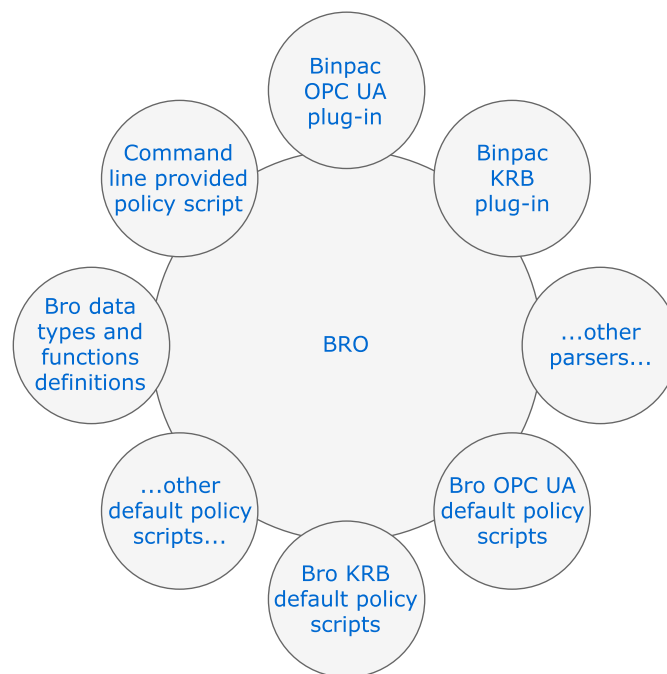 Binpac
OPC UA
plug-in
Command
line provided
policy script
Binpac
KRB
plug-in
Bro data
types and
functions
definitions
BRO
...other
parsers...
...other
default policy
scripts...
Bro OPC UA
default policy
scripts
Bro KRB
default policy
scripts